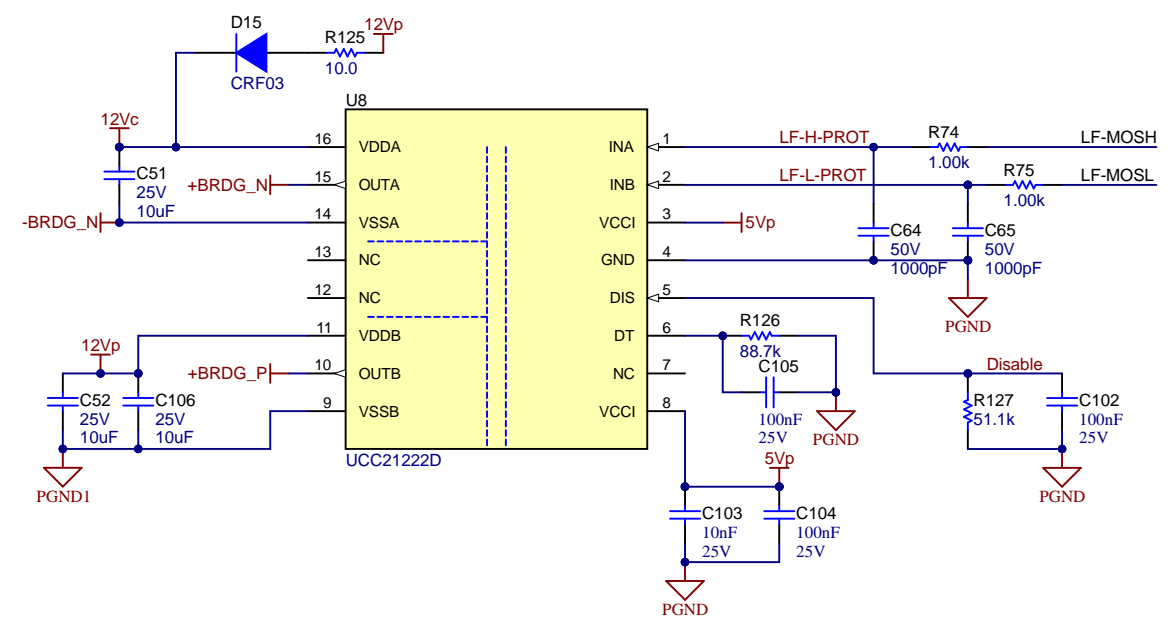 D15
12Vp
R125
10.0
CRF03
U8
12Vc
16
VDDA
INA
1
LF-H-PROT
R74
1.00k
LF-MOSH
C51
25V
10uF
+BRDG_N
15
OUTA
INB
2
LF-L-PROT
R75
1.00k
LF-MOSL
-BRDG_N
14
VSSA
VCCI
3
5Vp
C64
50V
1000pF
C65
50V
1000pF
13
NC
GND
4
PGND
12
NC
DIS
5
11
VDDB
DT
6
R126
88.7k
C105
100nF
25V
PGND
12Vp
+BRDG_P
10
OUTB
NC
7
Disable
C52
25V
10uF
C106
25V
10uF
9
VSSB
VCCI
8
R127
51.1k
C102
100nF
25V
PGND
UCC21222D
PGND1
5Vp
C103
10nF
25V
C104
100nF
25V
PGND